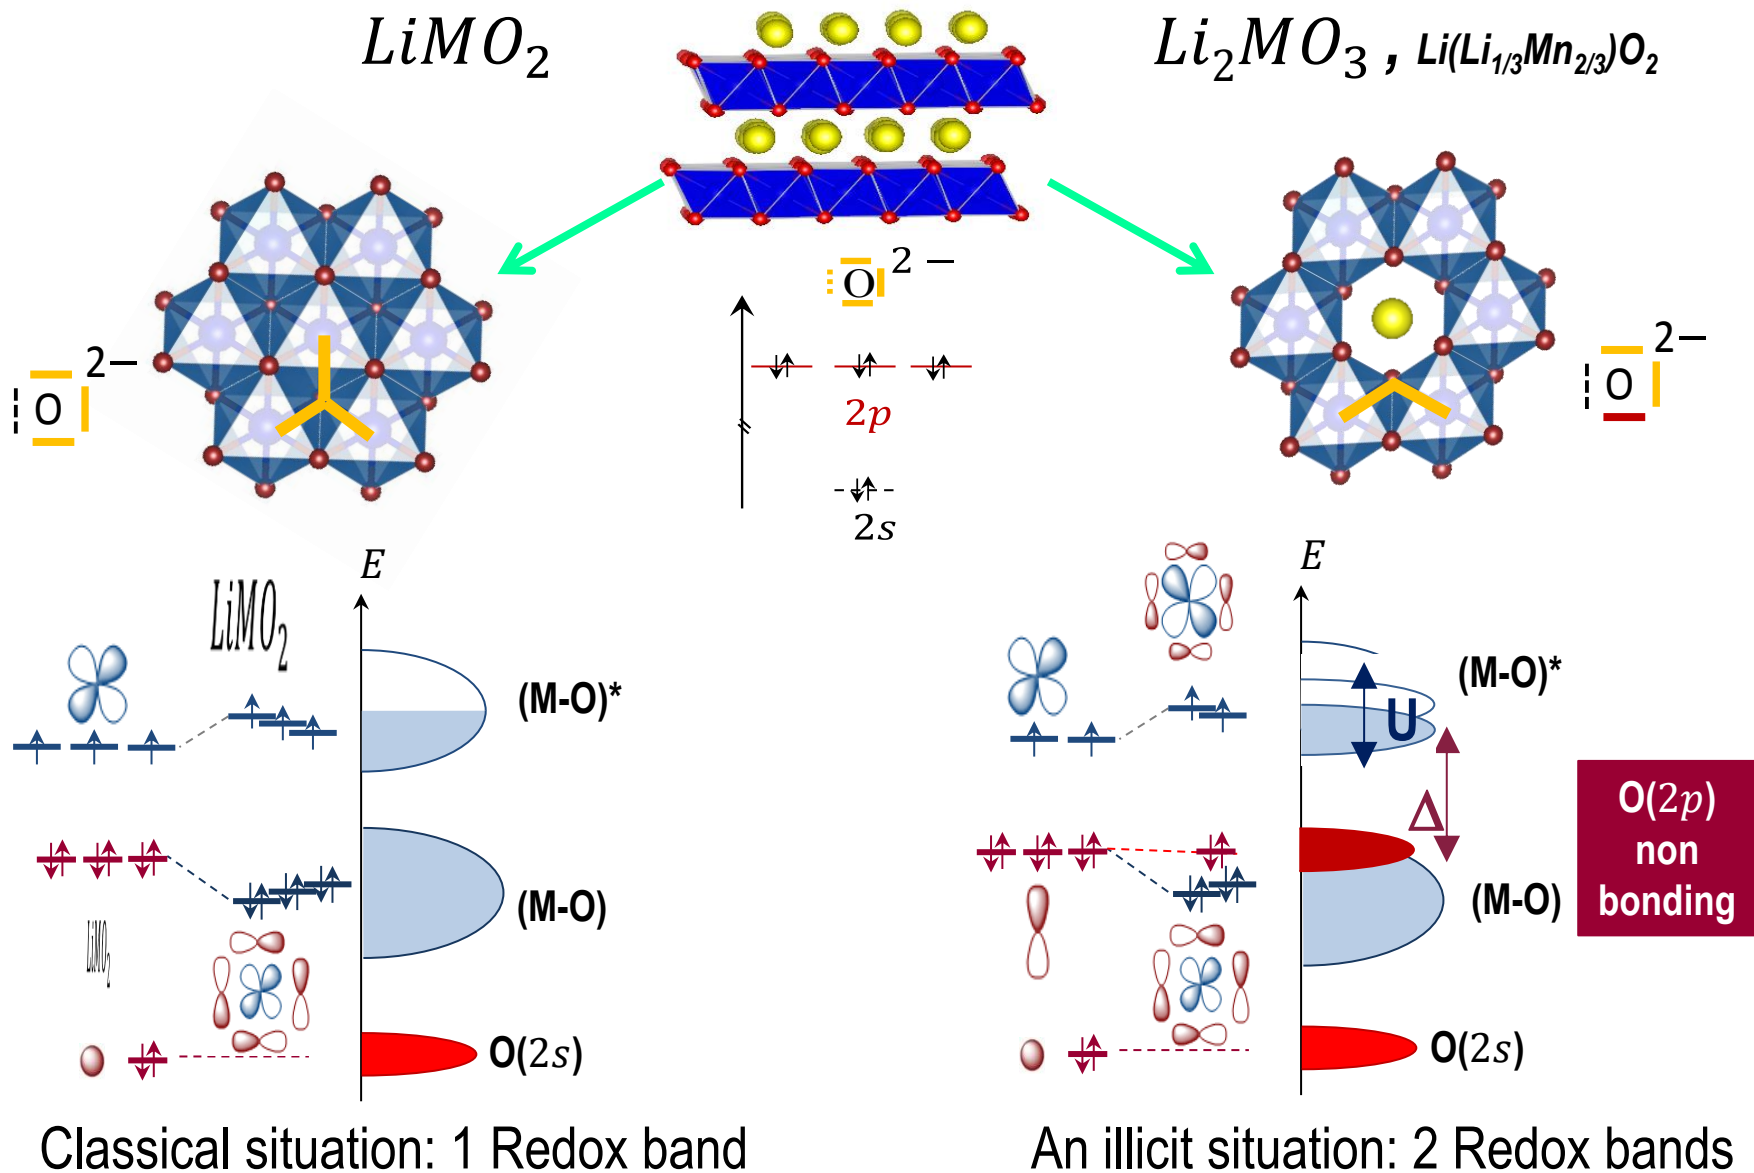 LiMO₂
Li₂MO₃ , Li(Li₁/₃Mn₂/₃)O₂
O 2−
O 2−
O 2−
2p
2s
E
LiMO₂
(M-O)*
(M-O)
LiMO₂
O(2s)
E
(M-O)*
U
Δ
O(2p)
non
bonding
(M-O)
O(2s)
Classical situation: 1 Redox band
An illicit situation: 2 Redox bands